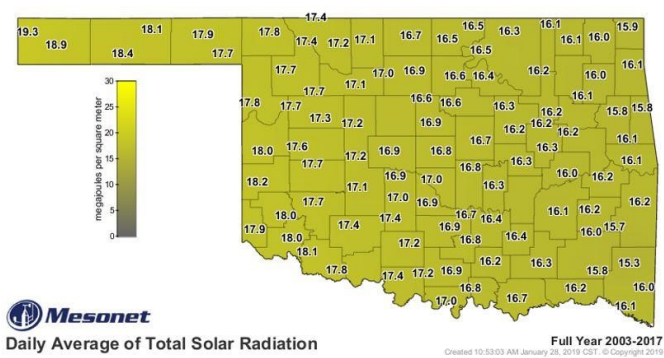 17.4
19.3 18.1 17.8 16.5 16.3 16.1 15.9
18.9 17.9 17.4 17.2 17.1 16.7 16.5 16.1 16.0
18.4 17.7 16.5
17.7 17.0 16.9 16.6 16.4 16.2 16.0 16.1
17.7 17.1
17.8 17.7 16.6 16.6 16.3 16.1
17.3 17.2 16.9 16.2 15.8 15.8
16.2 16.2 16.2
18.0 17.6 17.2 16.9 16.8 16.7 16.3 16.1
17.7 16.8 16.3 16.1
18.2 17.1 16.9 17.0 16.3 16.0 16.2
17.7 17.0 16.9 16.2
18.0 17.4 17.4 16.7 16.4 16.1 16.2
17.9 18.0 17.2 16.9 16.8 16.4 16.0 15.7
18.1 16.2 16.3 15.3
17.8 17.4 17.2 16.9 15.8
17.0 16.8 16.7 16.2 16.0
16.1
30
25
20
15
10
5
0
megajoules per square meter
Mesonet
Daily Average of Total Solar Radiation
Full Year 2003-2017
Created 10:53:03 AM January 28, 2019 CST. © Copyright 2019